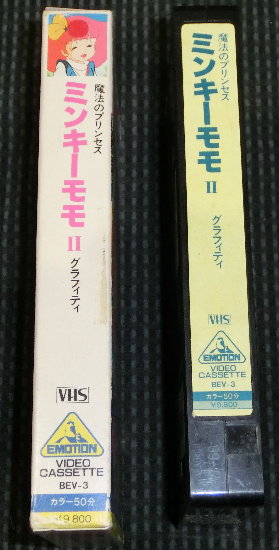 魔法のプリンセス
ミンキーモモ II
グラフィティ
VHS
EMOTION
VIDEO
CASSETTE
BEV-3
カラー50分
¥9,800
魔法のプリンセス
ミンキーモモ II
グラフィティ
VHS
EMOTION
VIDEO
CASSETTE
BEV-3
カラー50分
¥9,800